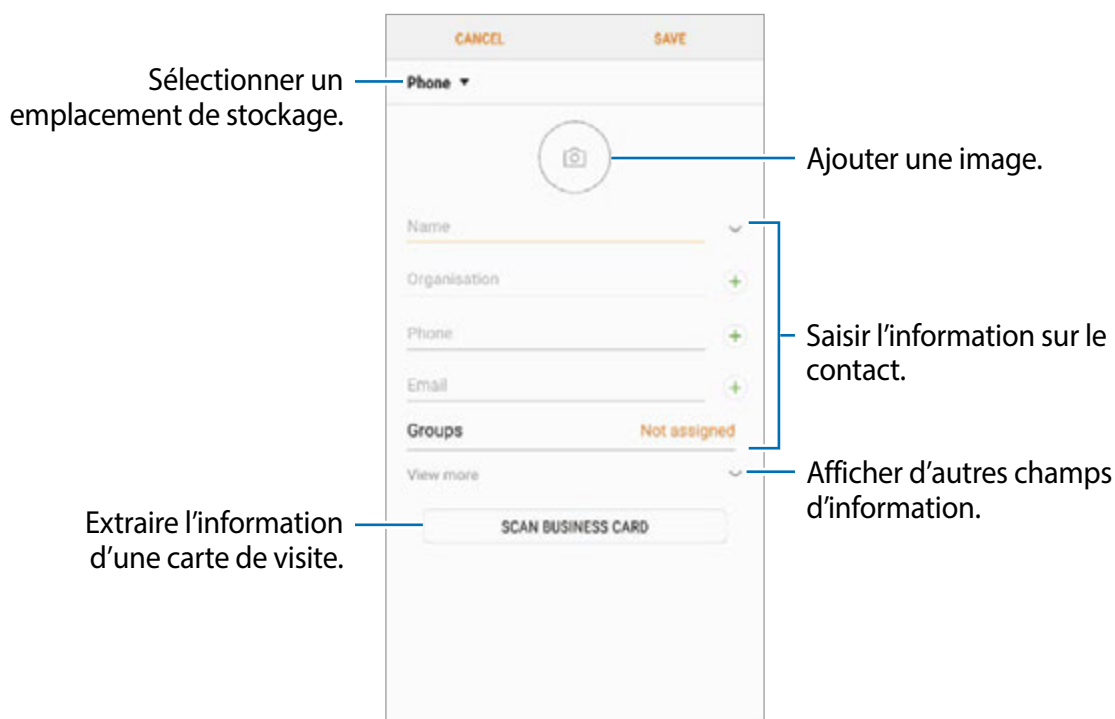 CANCEL SAVE
Sélectionner un
emplacement de stockage.
Phone
Ajouter une image.
Name
Organisation
Phone
Saisir l’information sur le
contact.
Email
Groups Not assigned
View more
Afficher d’autres champs
d’information.
Extraire l’information
d’une carte de visite.
SCAN BUSINESS CARD